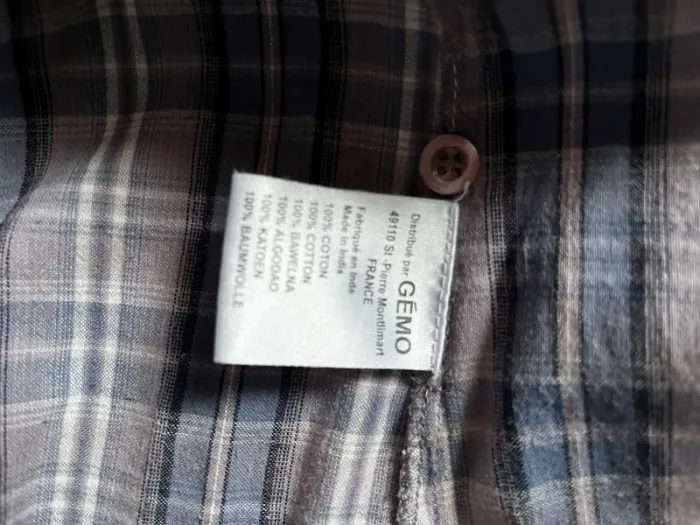 Distribué par GÉMO
49110 St-Pierre Montlimart
FRANCE
Fabriqué en Inde
Made in India
100% COTON
100% COTTON
100% BAWELNA
100% ALGODAO
100% KATOEN
100% BAUMWOLLE